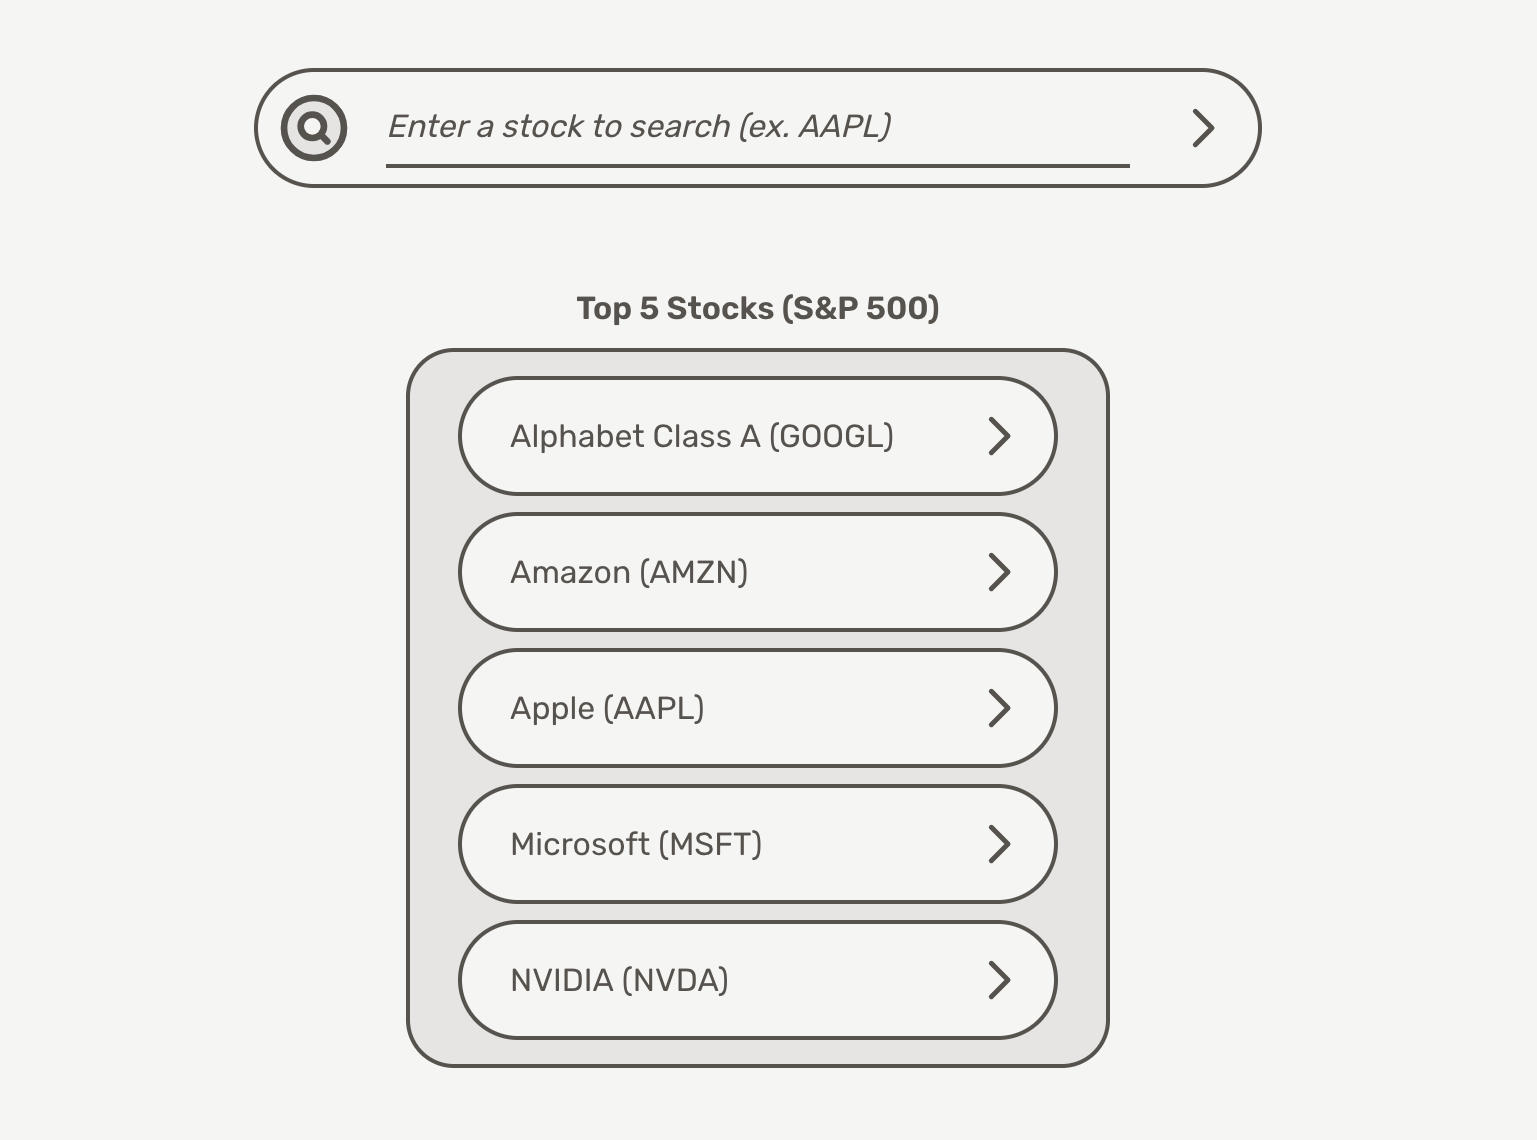 Enter a stock to search (ex. AAPL)
Top 5 Stocks (S&P 500)
Alphabet Class A (GOOGL)
Amazon (AMZN)
Apple (AAPL)
Microsoft (MSFT)
NVIDIA (NVDA)